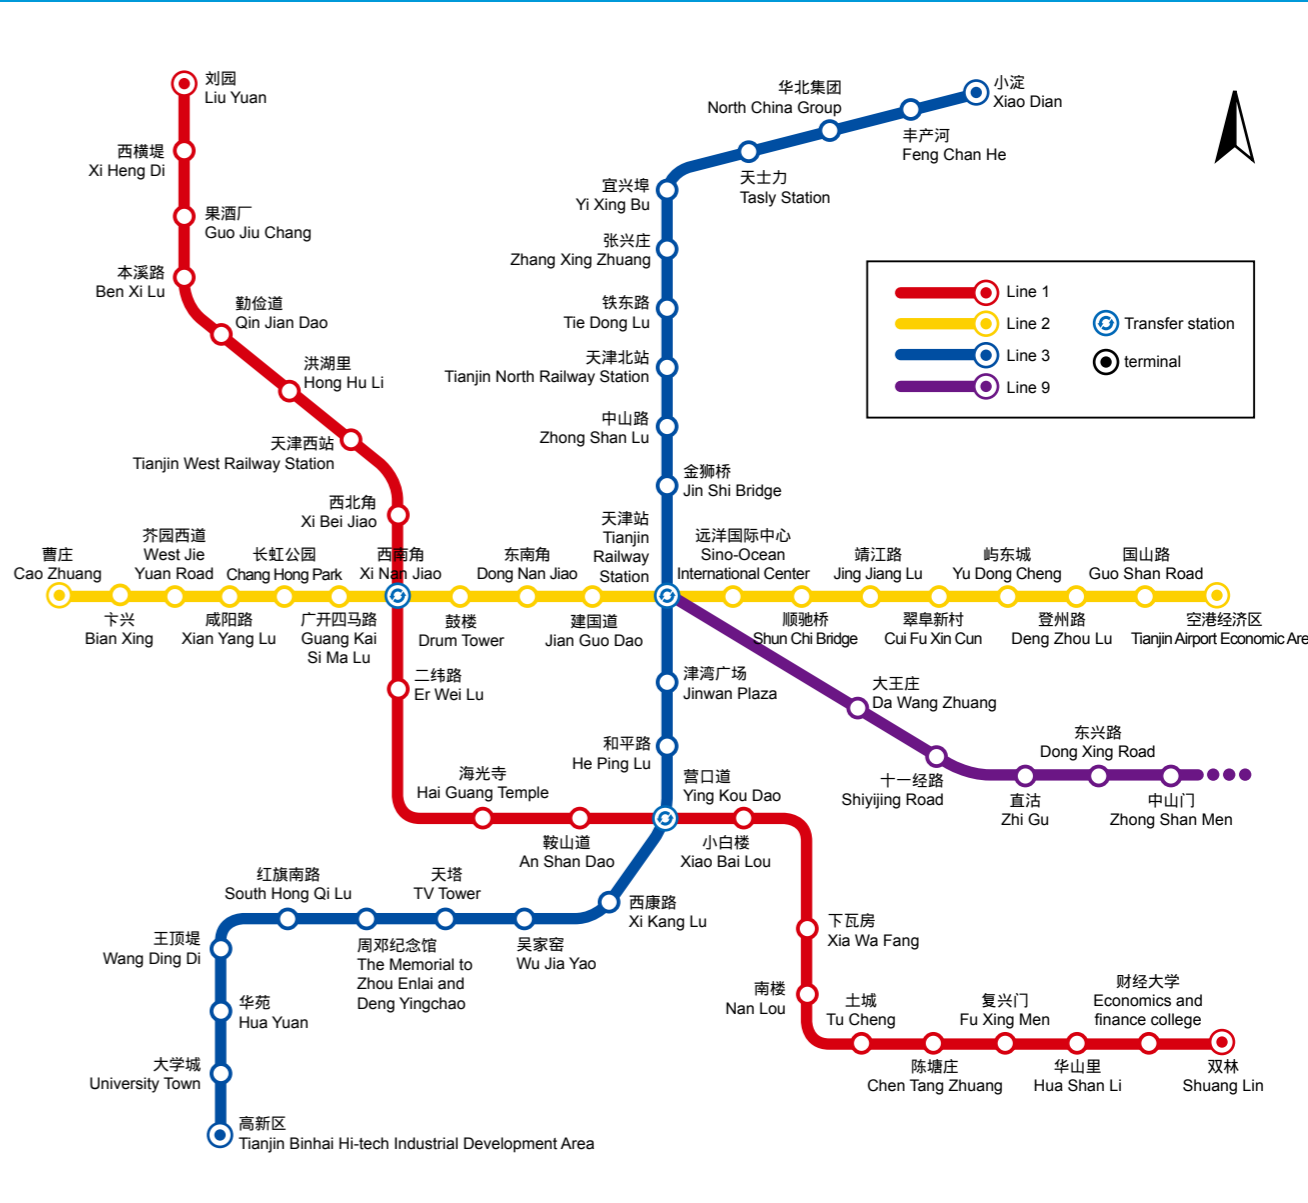 刘园
Liu Yuan
西横堤
Xi Heng Di
果酒厂
Guo Jiu Chang
本溪路
Ben Xi Lu
勤俭道
Qin Jian Dao
洪湖里
Hong Hu Li
天津西站
Tianjin West Railway Station
西北角
Xi Bei Jiao
华北集团
North China Group
小淀
Xiao Dian
丰产河
Feng Chan He
天士力
Tasly Station
宜兴埠
Yi Xing Bu
张兴庄
Zhang Xing Zhuang
铁东路
Tie Dong Lu
天津北站
Tianjin North Railway Station
中山路
Zhong Shan Lu
金狮桥
Jin Shi Bridge
Line 1
Line 2
Line 3
Line 9
Transfer station
terminal
曹庄
Cao Zhuang
芥园西道
West Jie
Yuan Road
长虹公园
Chang Hong Park
西南角
Xi Nan Jiao
东南角
Dong Nan Jiao
天津站
Tianjin
Railway
Station
远洋国际中心
Sino-Ocean
International Center
靖江路
Jing Jiang Lu
屿东城
Yu Dong Cheng
国山路
Guo Shan Road
卞兴
Bian Xing
咸阳路
Xian Yang Lu
广开四马路
Guang Kai
Si Ma Lu
鼓楼
Drum Tower
建国道
Jian Guo Dao
顺驰桥
Shun Chi Bridge
翠阜新村
Cui Fu Xin Cun
登州路
Deng Zhou Lu
空港经济区
Tianjin Airport Economic Are
二纬路
Er Wei Lu
津湾广场
Jinwan Plaza
大王庄
Da Wang Zhuang
和平路
He Ping Lu
十一经路
Shiyijing Road
东兴路
Dong Xing Road
直沽
Zhi Gu
中山门
Zhong Shan Men
海光寺
Hai Guang Temple
营口道
Ying Kou Dao
鞍山道
An Shan Dao
小白楼
Xiao Bai Lou
红旗南路
South Hong Qi Lu
天塔
TV Tower
西康路
Xi Kang Lu
王顶堤
Wang Ding Di
周邓纪念馆
The Memorial to
Zhou Enlai and
Deng Yingchao
吴家窑
Wu Jia Yao
下瓦房
Xia Wa Fang
华苑
Hua Yuan
南楼
Nan Lou
土城
Tu Cheng
复兴门
Fu Xing Men
财经大学
Economics and
finance college
大学城
University Town
陈塘庄
Chen Tang Zhuang
华山里
Hua Shan Li
双林
Shuang Lin
高新区
Tianjin Binhai Hi-tech Industrial Development Area